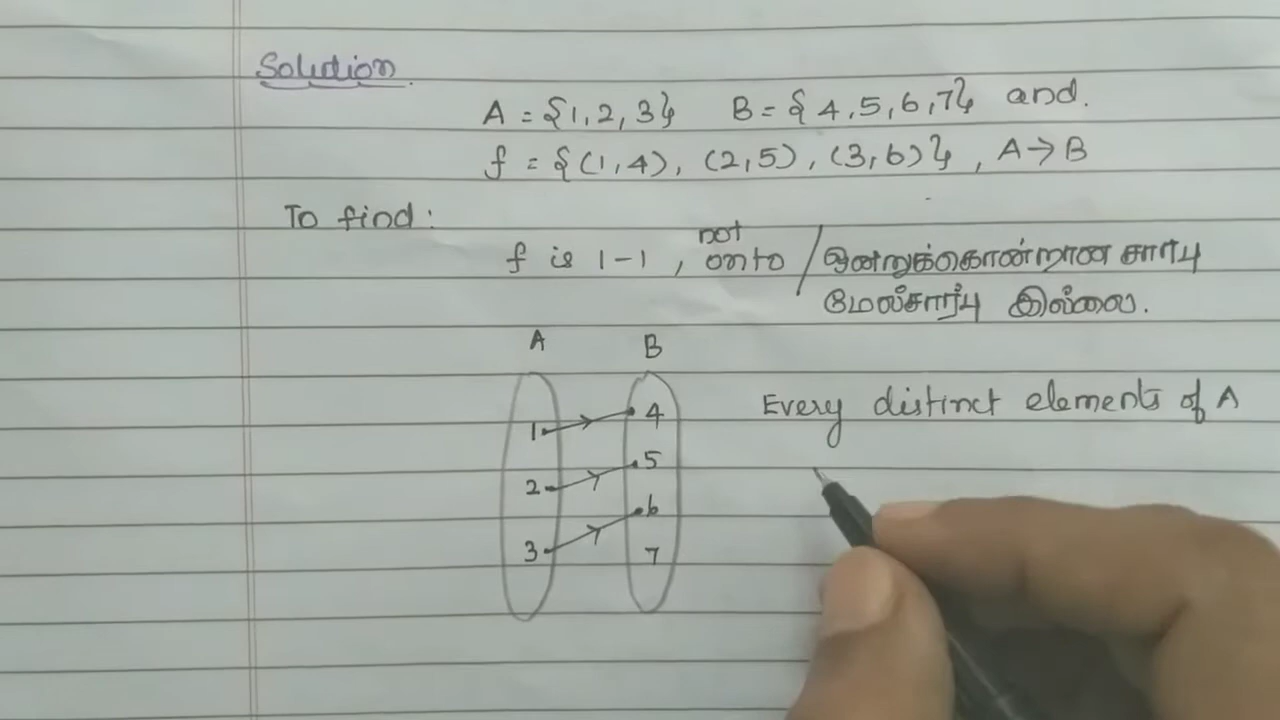 Solution
A = {1, 2, 3} B = { 4, 5, 6, 7} and.
f = {(1, 4), (2, 5), (3, 6)}, A → B
To find:
f is 1-1, not onto / ஒன்றுக்கொன்றான சார்பு
மேல்சார்பு இல்லை.
A B
1 4
2 5
3 6
7
Every distinct elements of A